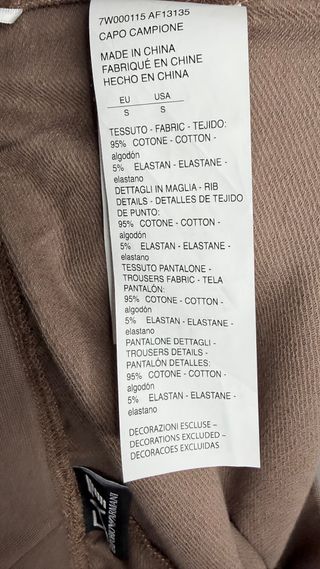 7W000115 AF13135
CAPO CAMPIONE
MADE IN CHINA
FABRIQUÉ EN CHINE
HECHO EN CHINA
EU USA
S S
TESSUTO - FABRIC - TEJIDO:
95% COTONE - COTTON -
algodón
5% ELASTAN - ELASTANE -
elastano
DETTAGLI IN MAGLIA - RIB
DETAILS - DETALLES DE TEJIDO
DE PUNTO:
95% COTONE - COTTON -
algodón
5% ELASTAN - ELASTANE -
elastano
TESSUTO PANTALONE -
TROUSERS FABRIC - TELA
PANTALÓN:
95% COTONE - COTTON -
algodón
5% ELASTAN - ELASTANE -
elastano
PANTALONE DETTAGLI -
TROUSERS DETAILS -
PANTALÓN DETALLES:
95% COTONE - COTTON -
algodón
5% ELASTAN - ELASTANE -
elastano
DECORAZIONI ESCLUSE -
DECORATIONS EXCLUDED -
DECORACOES EXCLUIDAS